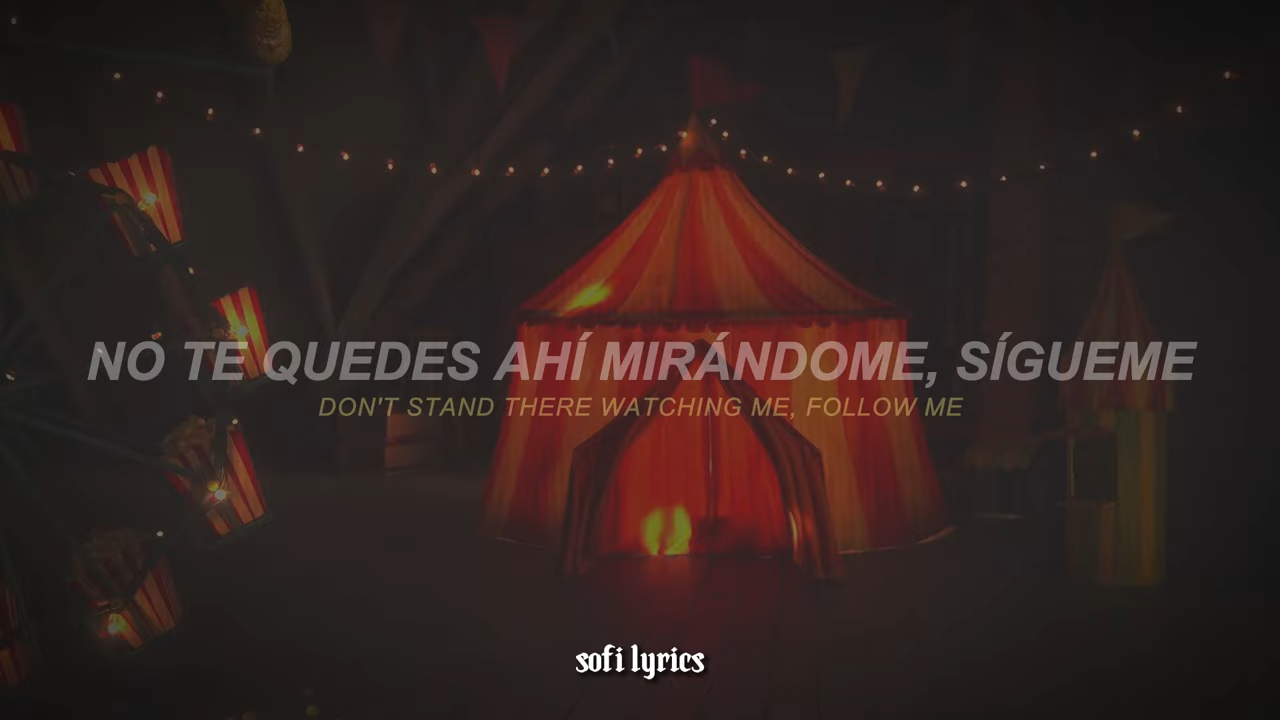 NO TE QUEDES AHÍ MIRÁNDOME, SÍGUEME
DON'T STAND THERE WATCHING ME, FOLLOW ME
sofi lyrics